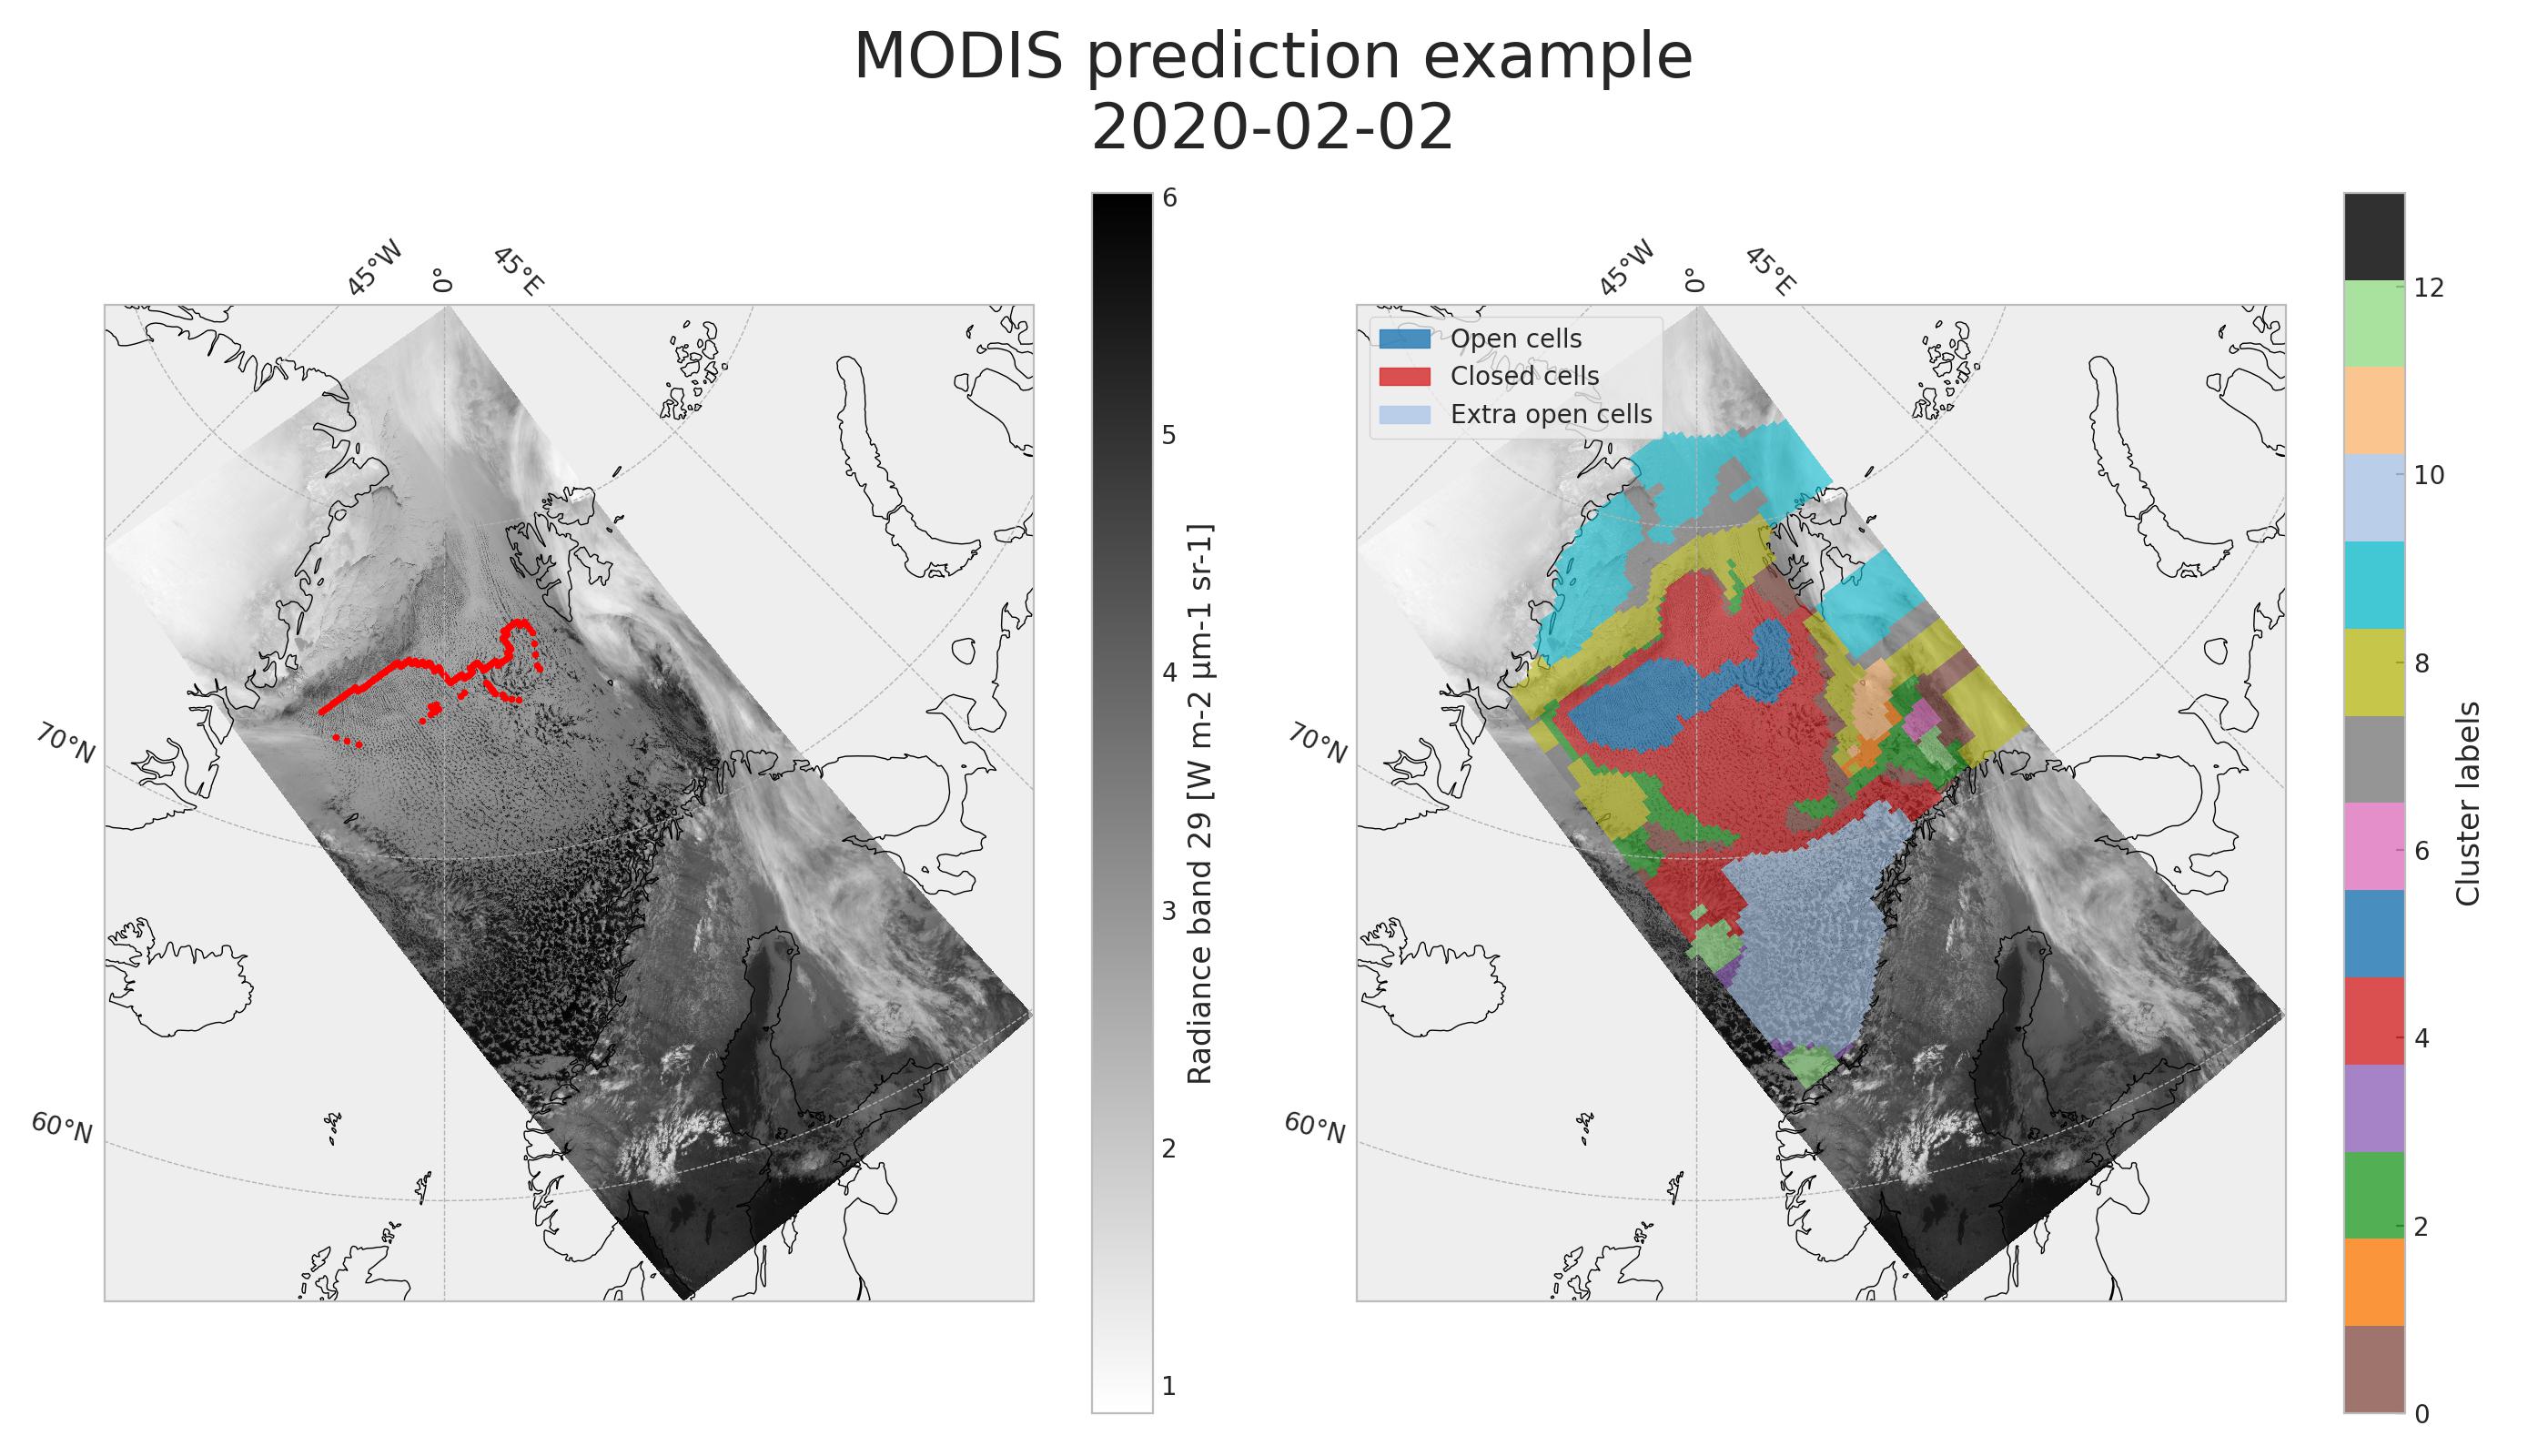 MODIS prediction example
2020-02-02
45°W
0°
45°E
70°N
60°N
6
5
4
3
2
1
Radiance band 29 [W m-2 µm-1 sr-1]
45°W
0°
45°E
70°N
60°N
Open cells
Closed cells
Extra open cells
12
10
8
6
4
2
0
Cluster labels